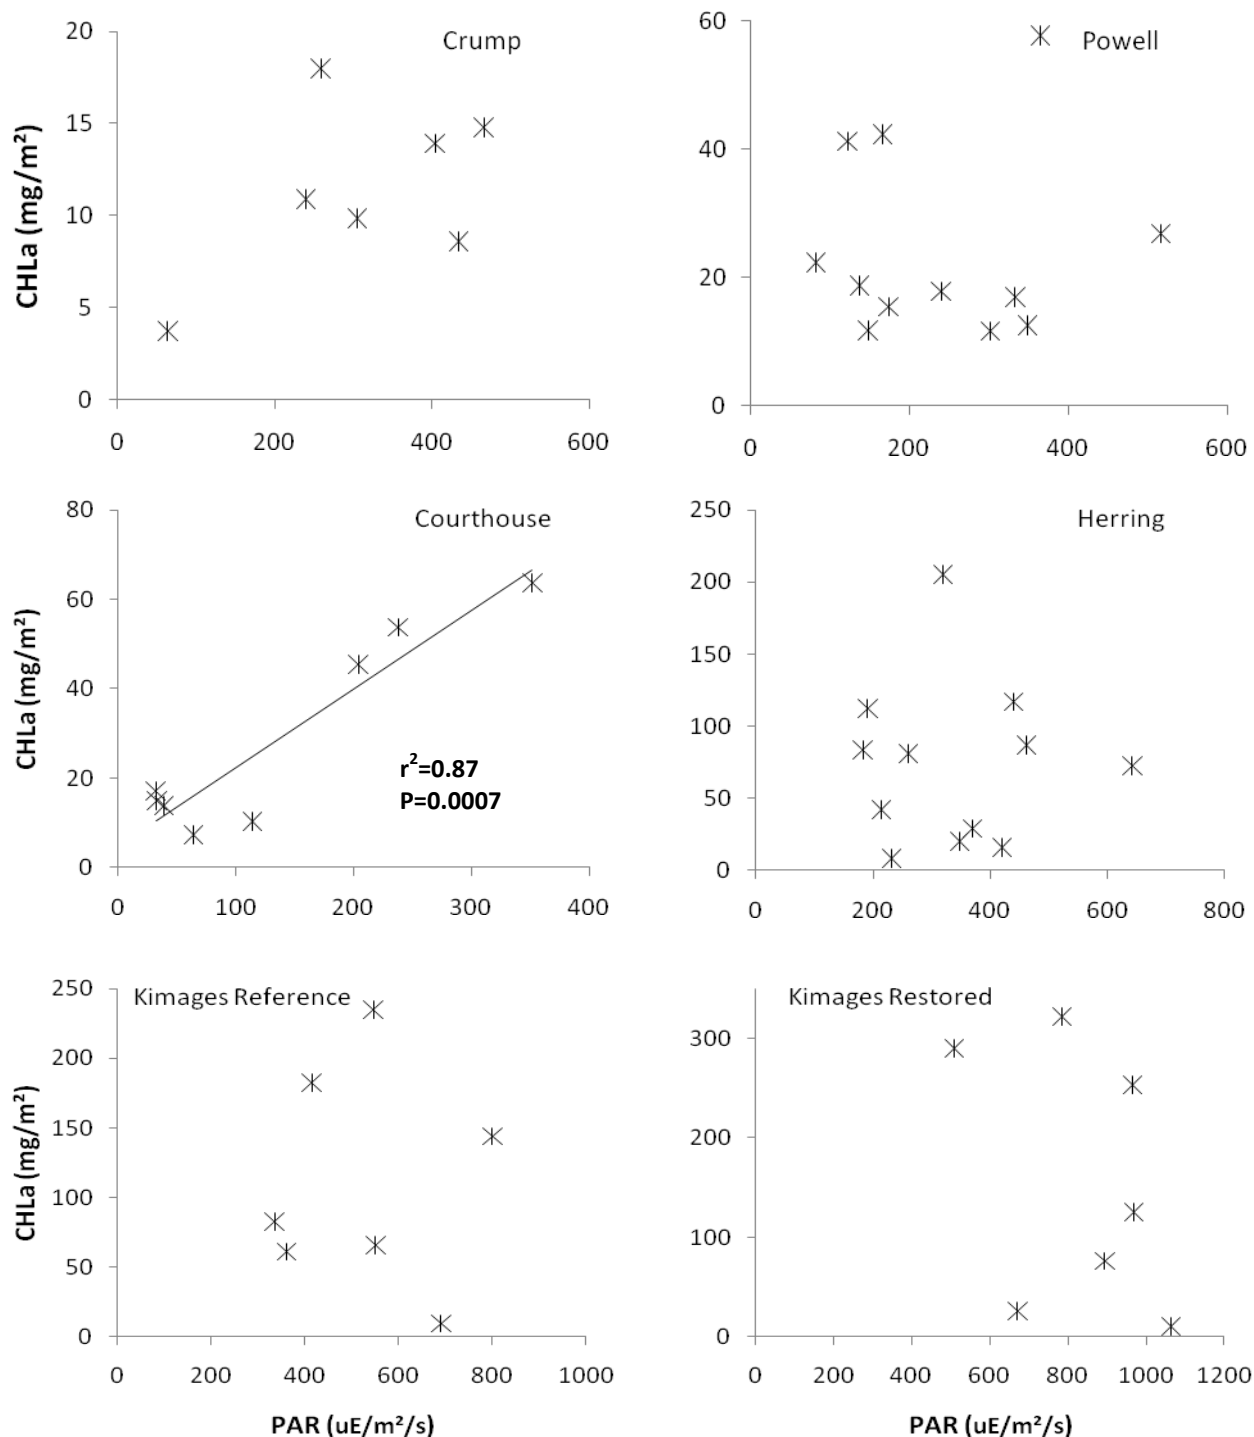 Crump
CHLa (mg/m²)
20
15
10
5
0
0 200 400 600
Powell
60
40
20
0
0 200 400 600
Courthouse
CHLa (mg/m²)
80
60
40
20
0
r²=0.87
P=0.0007
0 100 200 300 400
Herring
250
200
150
100
50
0
0 200 400 600 800
Kimages Reference
CHLa (mg/m²)
250
200
150
100
50
0
0 200 400 600 800 1000
PAR (uE/m²/s)
Kimages Restored
300
200
100
0
0 200 400 600 800 1000 1200
PAR (uE/m²/s)